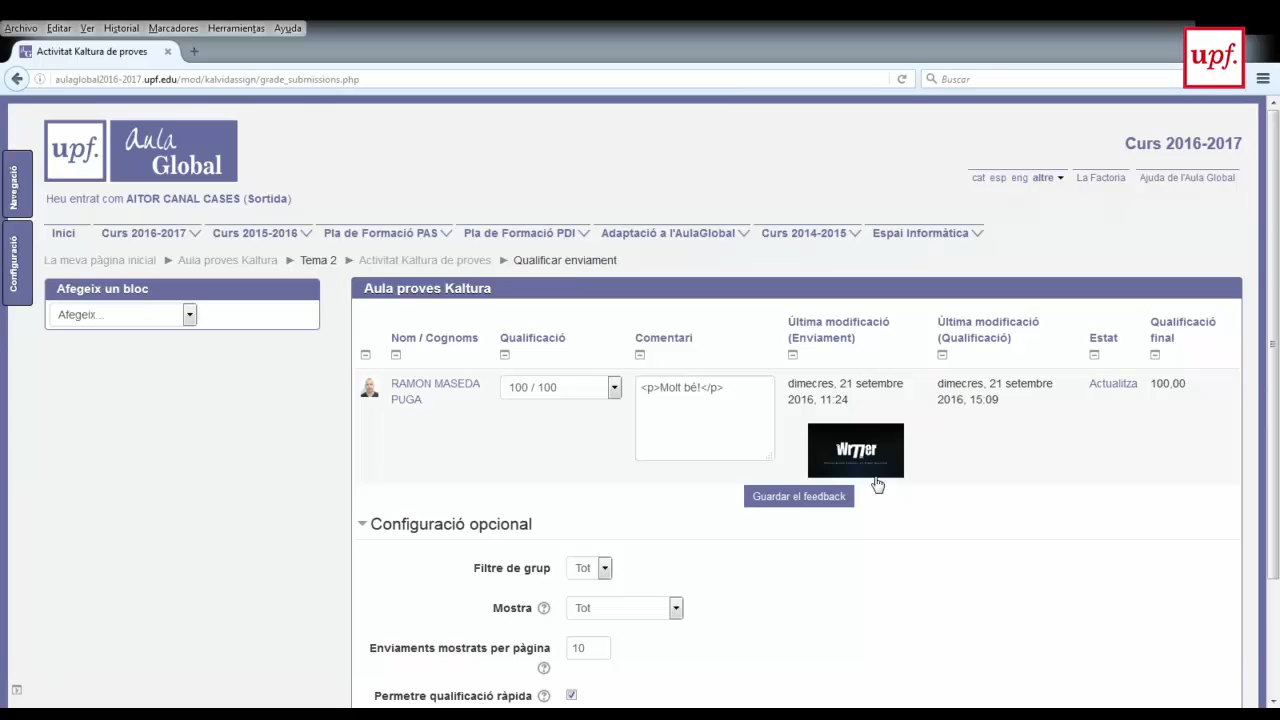 Archivo Editar Ver Historial Marcadores Herramientas Ayuda
upf.
Activitat Kaltura de proves
aulaglobal2016-2017.upf.edu/mod/kalvidassign/grade_submissions.php
Buscar
upf. Aula Global
Curs 2016-2017
cat esp eng altre La Factoria Ajuda de l'Aula Global
Navegació
Configuració
Heu entrat com AITOR CANAL CASES (Sortida)
Inici Curs 2016-2017 Curs 2015-2016 Pla de Formació PAS Pla de Formació PDI Adaptació a l'AulaGlobal Curs 2014-2015 Espai Informàtica
La meva pàgina inicial ► Aula proves Kaltura ► Tema 2 ► Activitat Kaltura de proves ► Qualificar enviament
Afegeix un bloc
Afegeix...
Aula proves Kaltura
Nom / Cognoms
Qualificació
Comentari
Última modificació
(Enviament)
Última modificació
(Qualificació)
Estat
Qualificació
final
RAMON MASEDA
PUGA
100 / 100
<p>Molt bé!</p>
dimecres, 21 setembre
2016, 11:24
dimecres, 21 setembre
2016, 15:09
Actualitza
100,00
Guardar el feedback
Configuració opcional
Filtre de grup Tot
Mostra Tot
Enviaments mostrats per pàgina 10
Permetre qualificació ràpida